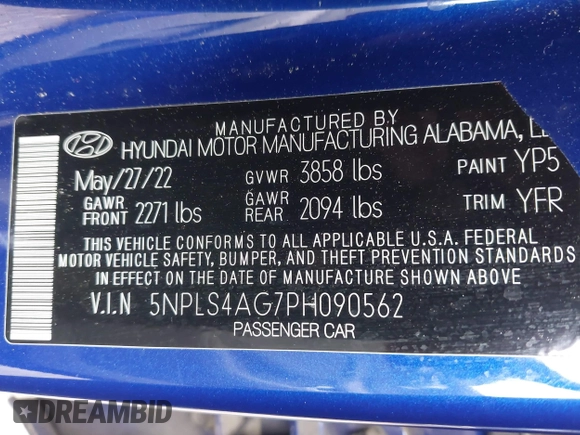 MANUFACTURED BY
HYUNDAI MOTOR MANUFACTURING ALABAMA,
May/27/22 GVWR 3858 lbs PAINT YP5
GAWR FRONT 2271 lbs GAWR REAR 2094 lbs TRIM YFR
THIS VEHICLE CONFORMS TO ALL APPLICABLE U.S.A. FEDERAL
MOTOR VEHICLE SAFETY, BUMPER, AND THEFT PREVENTION STANDARDS
IN EFFECT ON THE DATE OF MANUFACTURE SHOWN ABOVE
V.I.N 5NPLS4AG7PH090562
PASSENGER CAR
DREAMBID